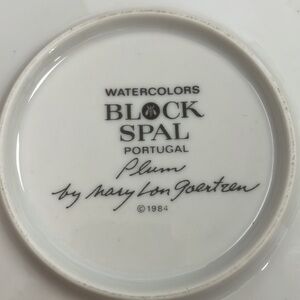 WATERCOLORS
BLOCK
SPAL
PORTUGAL
Plum
by Mary Lou Goertzen
© 1984